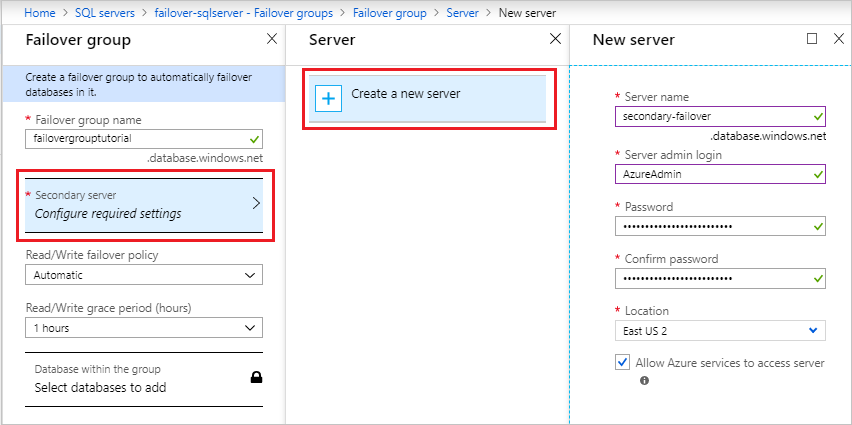 Home > SQL servers > failover-sqlserver - Failover groups > Failover group > Server > New server
Failover group
Create a failover group to automatically failover
databases in it.
* Failover group name
failovergrouptutorial
.database.windows.net
* Secondary server
Configure required settings
Read/Write failover policy
Automatic
Read/Write grace period (hours)
1 hours
Database within the group
Select databases to add
Server
Create a new server
New server
* Server name
secondary-failover
.database.windows.net
* Server admin login
AzureAdmin
* Password
••••••••••••••••••••••••
* Confirm password
••••••••••••••••••••••••
* Location
East US 2
Allow Azure services to access server